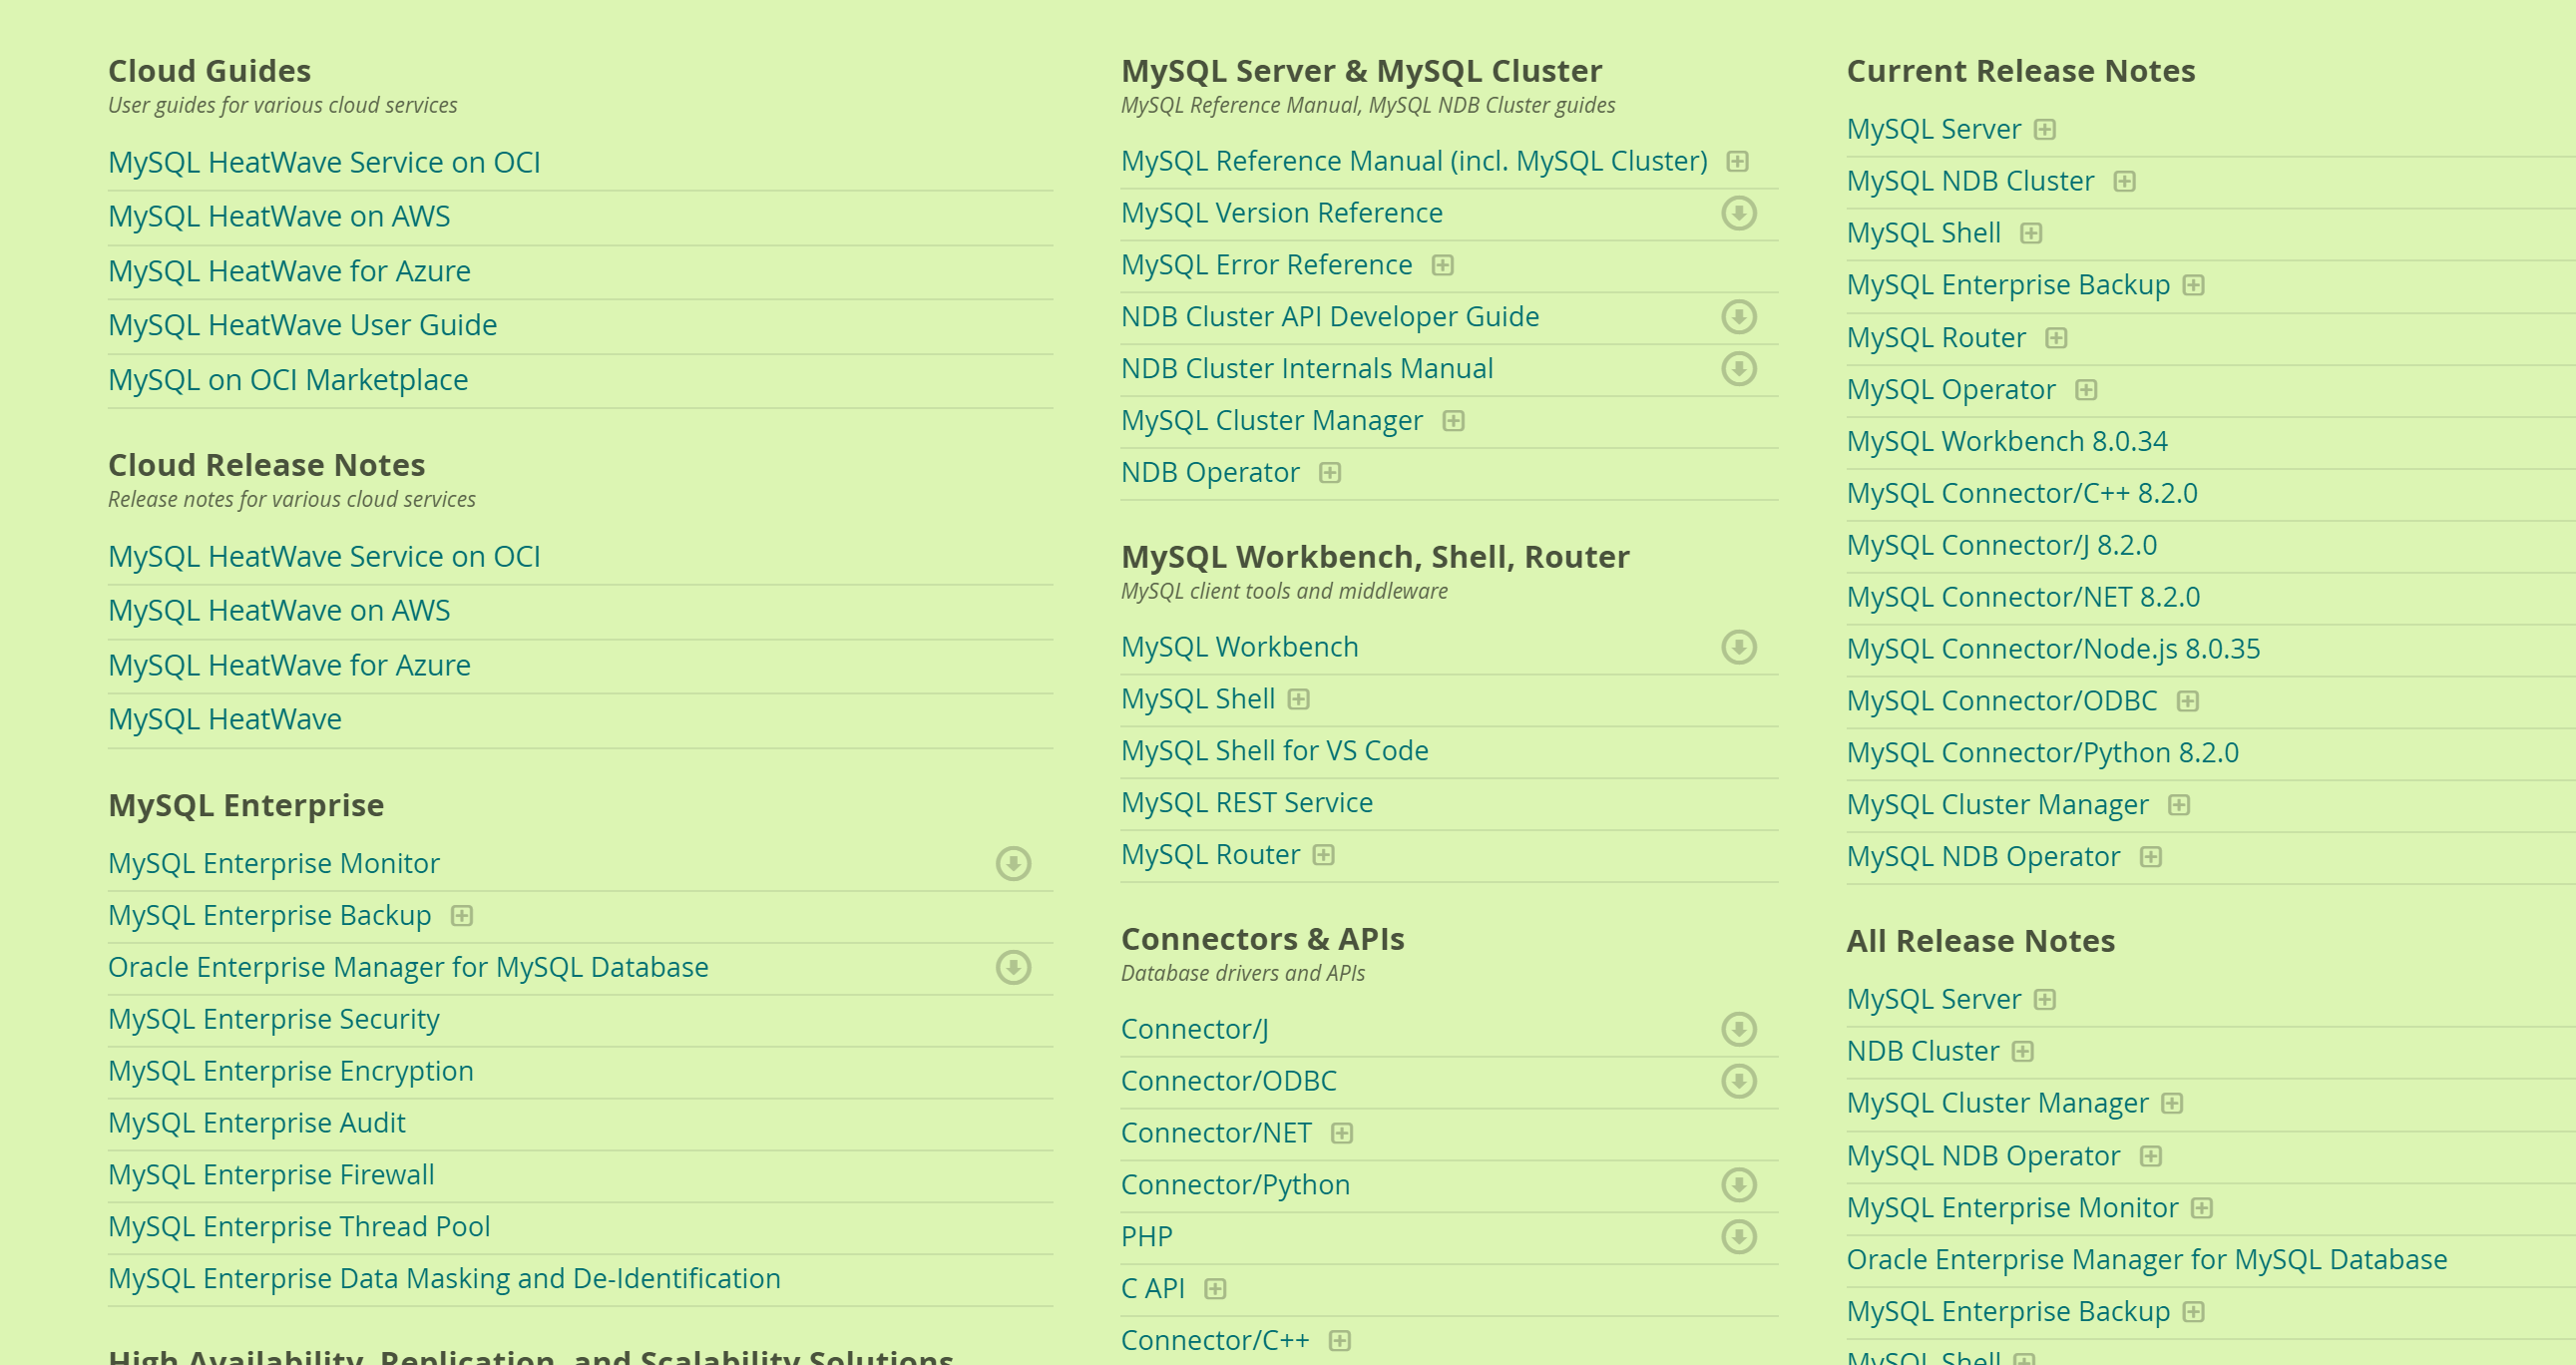 Cloud Guides
User guides for various cloud services
MySQL HeatWave Service on OCI
MySQL HeatWave on AWS
MySQL HeatWave for Azure
MySQL HeatWave User Guide
MySQL on OCI Marketplace
Cloud Release Notes
Release notes for various cloud services
MySQL HeatWave Service on OCI
MySQL HeatWave on AWS
MySQL HeatWave for Azure
MySQL HeatWave
MySQL Enterprise
MySQL Enterprise Monitor
MySQL Enterprise Backup
Oracle Enterprise Manager for MySQL Database
MySQL Enterprise Security
MySQL Enterprise Encryption
MySQL Enterprise Audit
MySQL Enterprise Firewall
MySQL Enterprise Thread Pool
MySQL Enterprise Data Masking and De-Identification
High Availability, Replication, and Scalability Solutions
MySQL Server & MySQL Cluster
MySQL Reference Manual, MySQL NDB Cluster guides
MySQL Reference Manual (incl. MySQL Cluster)
MySQL Version Reference
MySQL Error Reference
NDB Cluster API Developer Guide
NDB Cluster Internals Manual
MySQL Cluster Manager
NDB Operator
MySQL Workbench, Shell, Router
MySQL client tools and middleware
MySQL Workbench
MySQL Shell
MySQL Shell for VS Code
MySQL REST Service
MySQL Router
Connectors & APIs
Database drivers and APIs
Connector/J
Connector/ODBC
Connector/NET
Connector/Python
PHP
C API
Connector/C++
Current Release Notes
MySQL Server
MySQL NDB Cluster
MySQL Shell
MySQL Enterprise Backup
MySQL Router
MySQL Operator
MySQL Workbench 8.0.34
MySQL Connector/C++ 8.2.0
MySQL Connector/J 8.2.0
MySQL Connector/NET 8.2.0
MySQL Connector/Node.js 8.0.35
MySQL Connector/ODBC
MySQL Connector/Python 8.2.0
MySQL Cluster Manager
MySQL NDB Operator
All Release Notes
MySQL Server
NDB Cluster
MySQL Cluster Manager
MySQL NDB Operator
MySQL Enterprise Monitor
Oracle Enterprise Manager for MySQL Database
MySQL Enterprise Backup
MySQL Shell